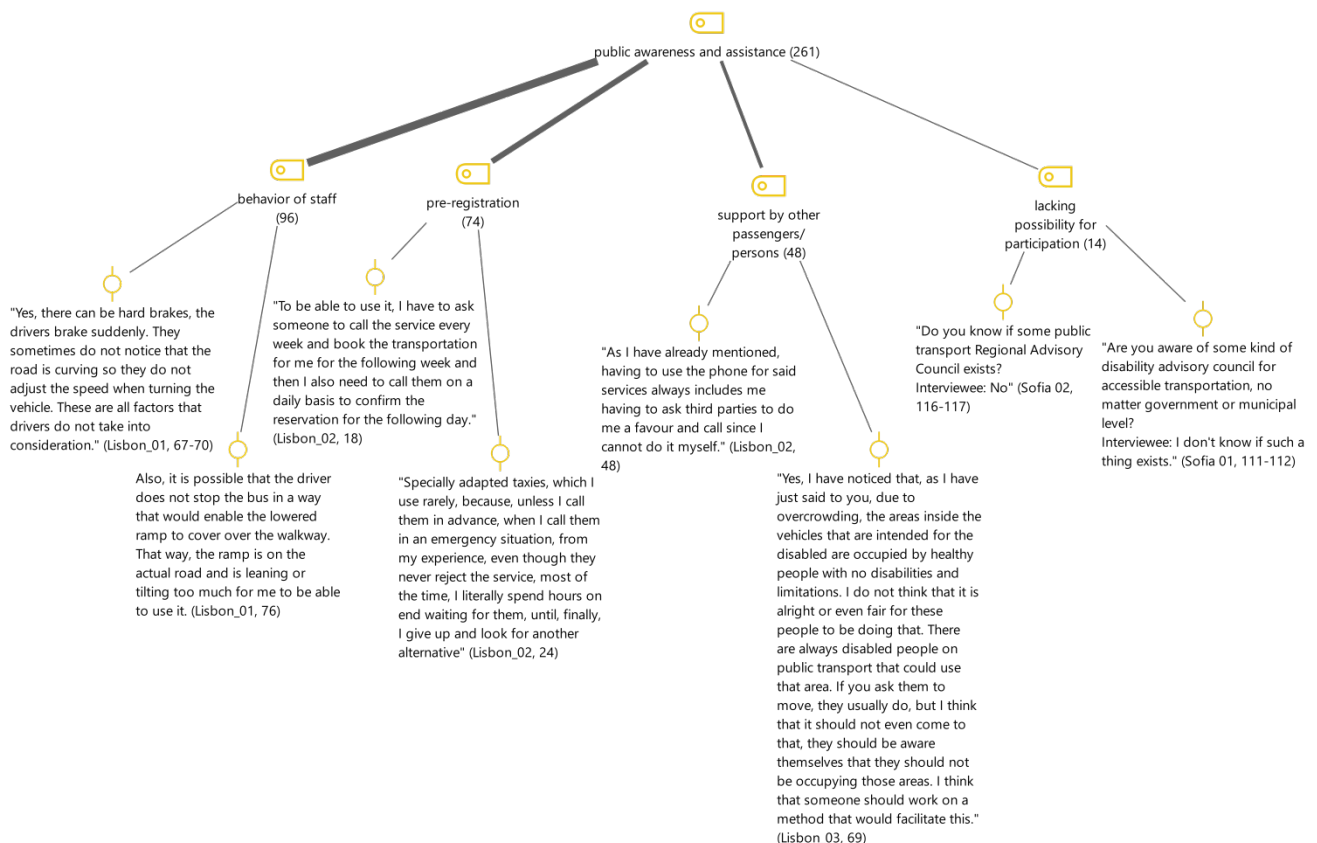 public awareness and assistance (261)
behavior of staff
(96)
pre-registration
(74)
support by other
passengers/
persons (48)
lacking
possibility for
participation (14)
"Yes, there can be hard brakes, the
drivers brake suddenly. They
sometimes do not notice that the
road is curving so they do not
adjust the speed when turning the
vehicle. These are all factors that
drivers do not take into
consideration." (Lisbon_01, 67-70)
Also, it is possible that the driver
does not stop the bus in a way
that would enable the lowered
ramp to cover over the walkway.
That way, the ramp is on the
actual road and is leaning or
tilting too much for me to be able
to use it. (Lisbon_01, 76)
"To be able to use it, I have to ask
someone to call the service every
week and book the transportation
for me for the following week and
then I also need to call them on a
daily basis to confirm the
reservation for the following day."
(Lisbon_02, 18)
"Specially adapted taxies, which I
use rarely, because, unless I call
them in advance, when I call them
in an emergency situation, from
my experience, even though they
never reject the service, most of
the time, I literally spend hours on
end waiting for them, until, finally,
I give up and look for another
alternative" (Lisbon_02, 24)
"As I have already mentioned,
having to use the phone for said
services always includes me
having to ask third parties to do
me a favour and call since I
cannot do it myself." (Lisbon_02,
48)
"Yes, I have noticed that, as I have
just said to you, due to
overcrowding, the areas inside the
vehicles that are intended for the
disabled are occupied by healthy
people with no disabilities and
limitations. I do not think that it is
alright or even fair for these
people to be doing that. There
are always disabled people on
public transport that could use
that area. If you ask them to
move, they usually do, but I think
that it should not even come to
that, they should be aware
themselves that they should not
be occupying those areas. I think
that someone should work on a
method that would facilitate this."
(Lisbon 03, 69)
"Do you know if some public
transport Regional Advisory
Council exists?
Interviewee: No" (Sofia 02,
116-117)
"Are you aware of some kind of
disability advisory council for
accessible transportation, no
matter government or municipal
level?
Interviewee: I don't know if such a
thing exists." (Sofia 01, 111-112)